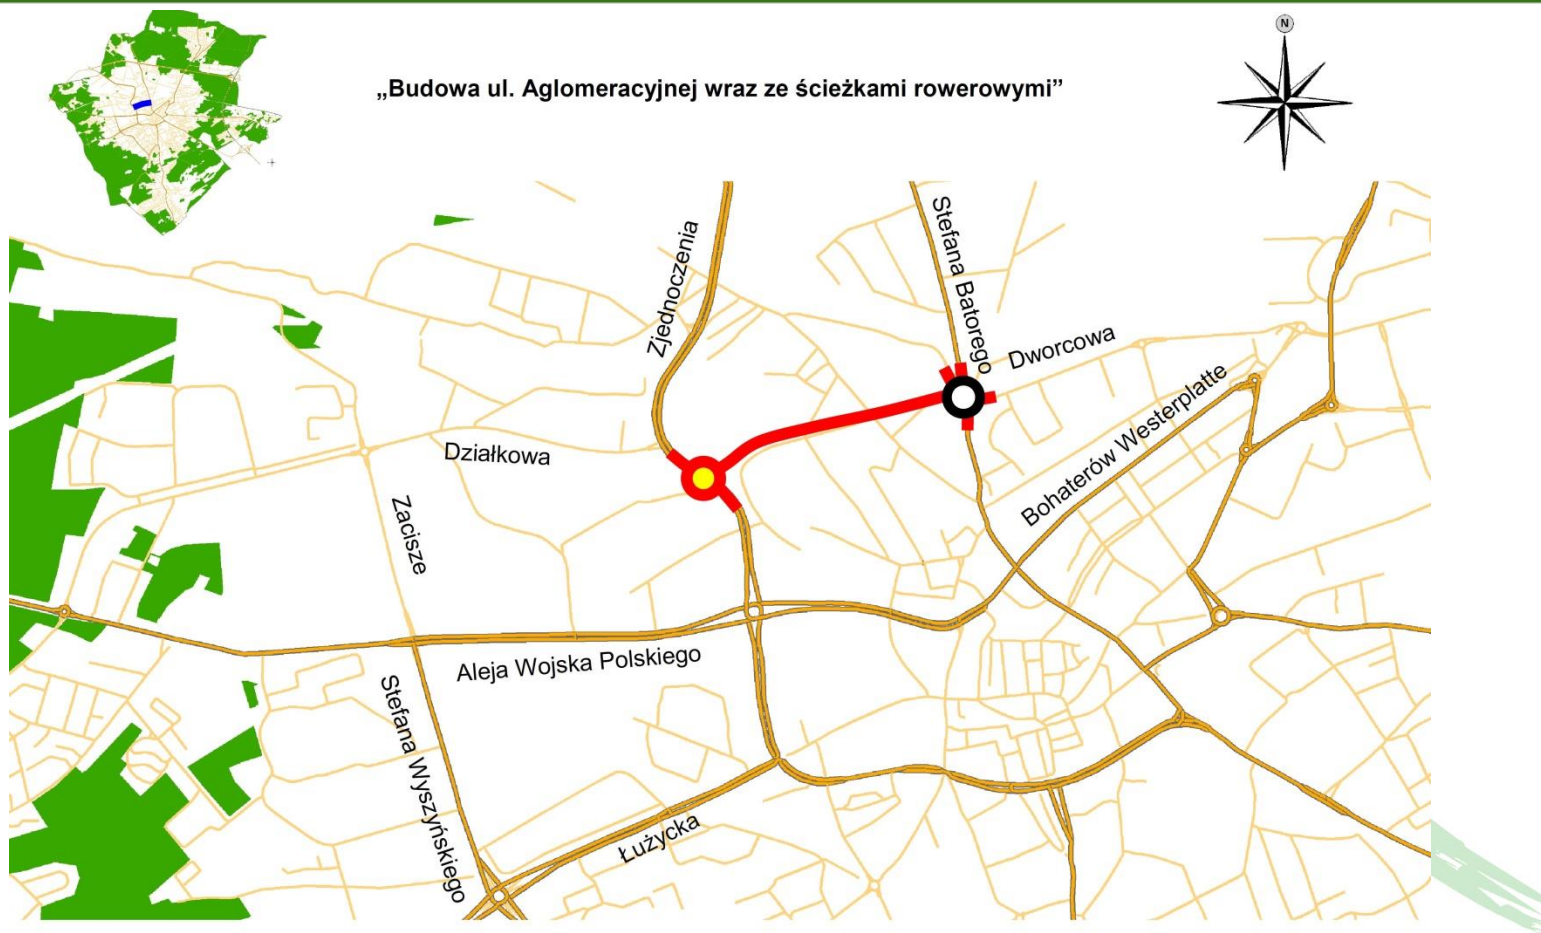 „Budowa ul. Aglomeracyjnej wraz ze ścieżkami rowerowymi”
N
Zjednoczenia
Stefana Batorego
Dworcowa
Bohaterów Westerplatte
Działkowa
Zacisze
Aleja Wojska Polskiego
Stefana Wyszyńskiego
Łużycka